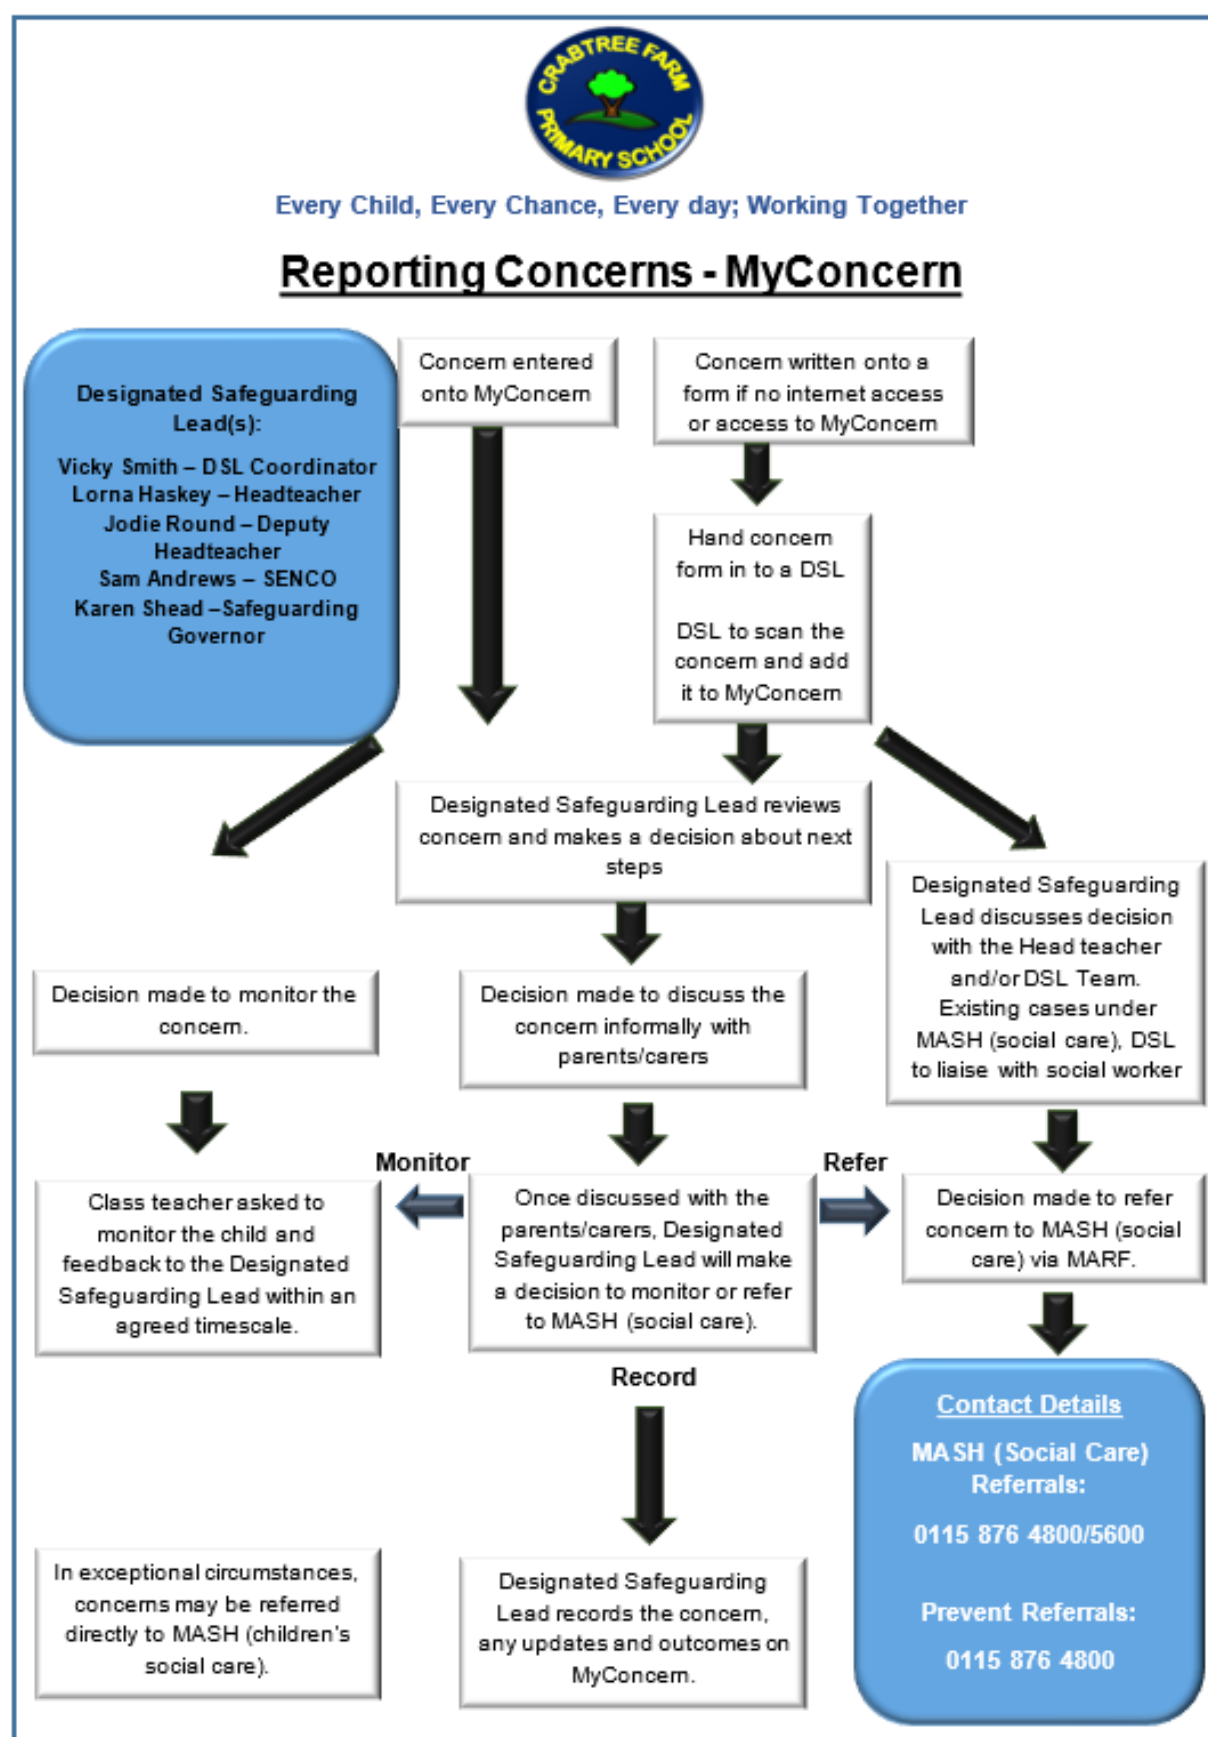 CRABTREE FARM
PRIMARY SCHOOL
Every Child, Every Chance, Every day; Working Together
Reporting Concerns - MyConcern
Designated Safeguarding
Lead(s):
Vicky Smith – DSL Coordinator
Lorna Haskey – Headteacher
Jodie Round – Deputy
Headteacher
Sam Andrews – SENCO
Karen Shead –Safeguarding
Governor
Concern entered
onto MyConcern
Concern written onto a
form if no internet access
or access to MyConcern
Hand concern
form in to a DSL
DSL to scan the
concern and add
it to MyConcern
Designated Safeguarding Lead reviews
concern and makes a decision about next
steps
Decision made to monitor the
concern.
Decision made to discuss the
concern informally with
parents/carers
Designated Safeguarding
Lead discusses decision
with the Head teacher
and/or DSL Team.
Existing cases under
MASH (social care), DSL
to liaise with social worker
Monitor
Refer
Class teacher asked to
monitor the child and
feedback to the Designated
Safeguarding Lead within an
agreed timescale.
Once discussed with the
parents/carers, Designated
Safeguarding Lead will make
a decision to monitor or refer
to MASH (social care).
Decision made to refer
concern to MASH (social
care) via MARF.
Record
In exceptional circumstances,
concerns may be referred
directly to MASH (children's
social care).
Designated Safeguarding
Lead records the concern,
any updates and outcomes on
MyConcern.
Contact Details
MASH (Social Care)
Referrals:
0115 876 4800/5600
Prevent Referrals:
0115 876 4800